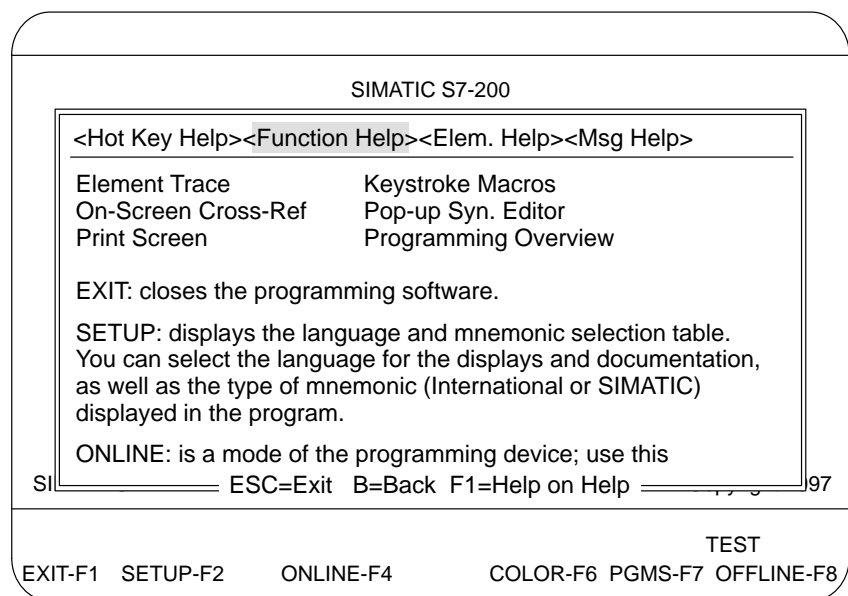 SIMATIC S7-200
<Hot Key Help><Function Help><Elem. Help><Msg Help>
Element Trace Keystroke Macros
On-Screen Cross-Ref Pop-up Syn. Editor
Print Screen Programming Overview
EXIT: closes the programming software.
SETUP: displays the language and mnemonic selection table.
You can select the language for the displays and documentation,
as well as the type of mnemonic (International or SIMATIC)
displayed in the program.
ONLINE: is a mode of the programming device; use this
SI ESC=Exit B=Back F1=Help on Help 97
TEST
EXIT-F1 SETUP-F2 ONLINE-F4 COLOR-F6 PGMS-F7 OFFLINE-F8